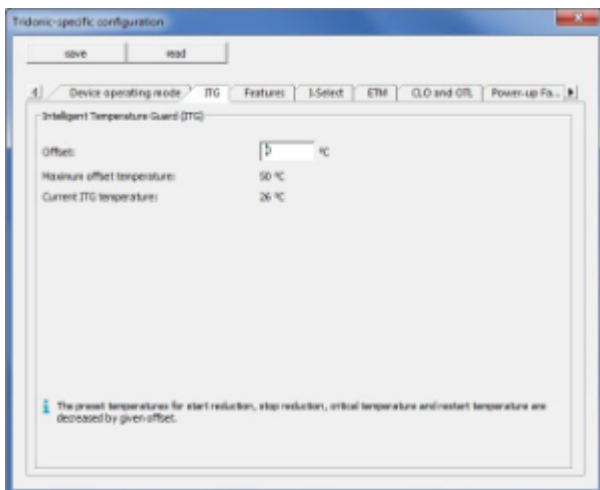 Tridonic-specific configuration
save read
Device operating mode ITG Features I-Select ETM CLO and OTL Power-up Fa...
Intelligent Temperature Guard (ITG)
Offset: °C
Maximum offset temperature: 50 °C
Current ITG temperature: 26 °C
The preset temperatures for start reduction, stop reduction, critical temperature and restart temperature are
decreased by given offset.